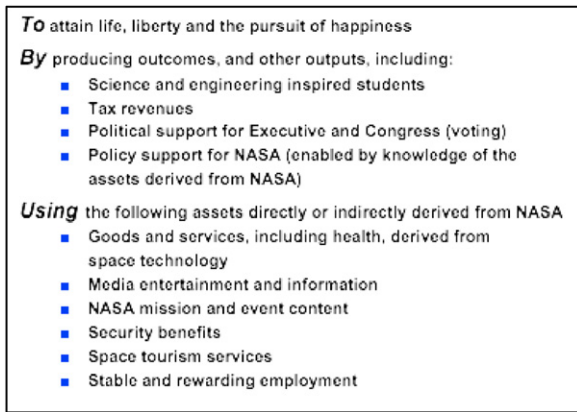 To attain life, liberty and the pursuit of happiness
By producing outcomes, and other outputs, including:
■ Science and engineering inspired students
■ Tax revenues
■ Political support for Executive and Congress (voting)
■ Policy support for NASA (enabled by knowledge of the
assets derived from NASA)
Using the following assets directly or indirectly derived from NASA
■ Goods and services, including health, derived from
space technology
■ Media entertainment and information
■ NASA mission and event content
■ Security benefits
■ Space tourism services
■ Stable and rewarding employment